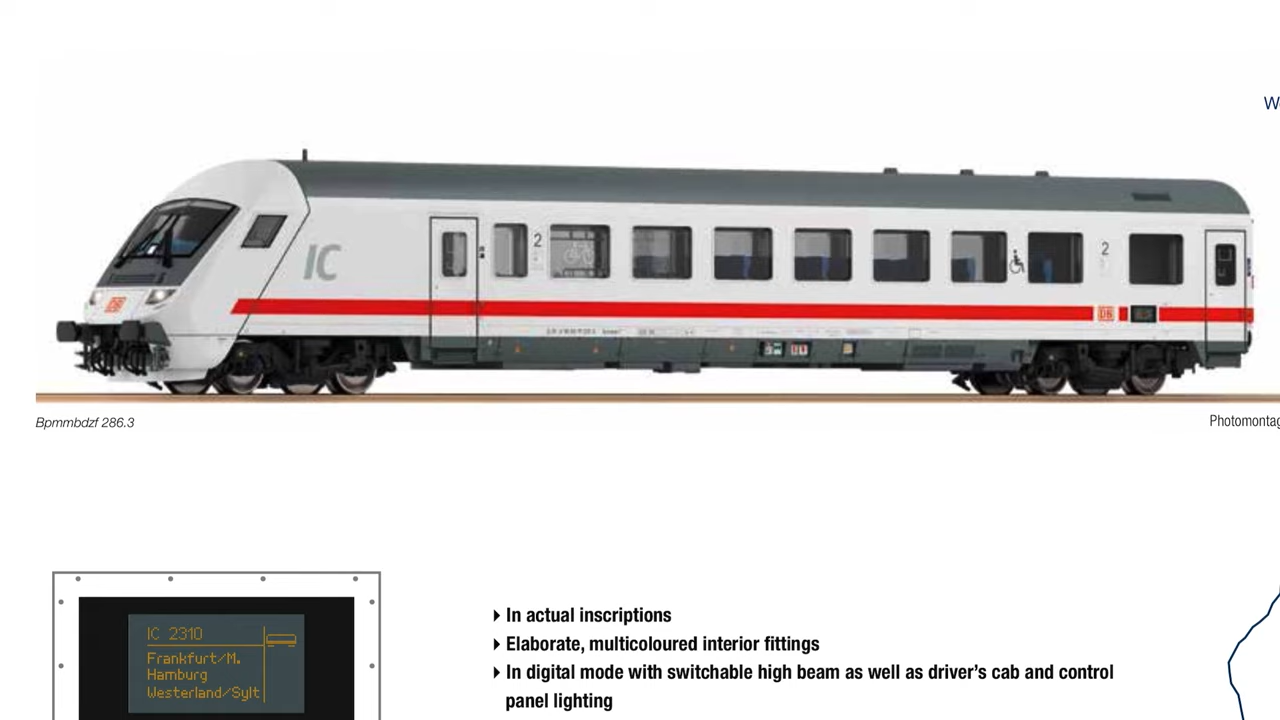 IC
2
2
DB
DB
Bpmmbdzf 286.3
IC 2310
Frankfurt/M.
Hamburg
Westerland/Sylt
In actual inscriptions
Elaborate, multicoloured interior fittings
In digital mode with switchable high beam as well as driver's cab and control
panel lighting